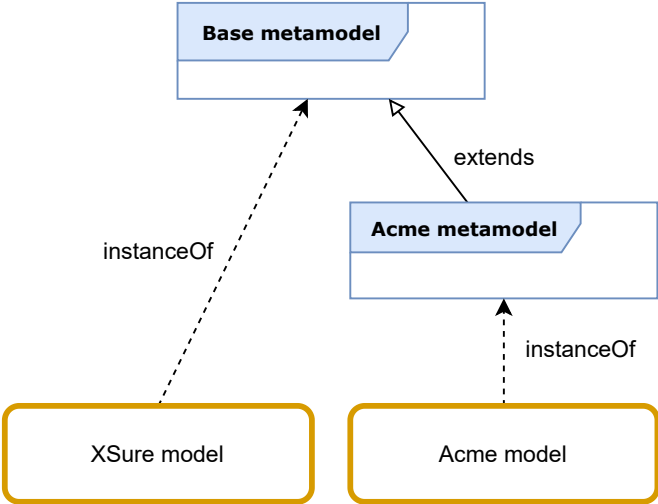 Base metamodel
extends
Acme metamodel
instanceOf
instanceOf
XSure model
Acme model